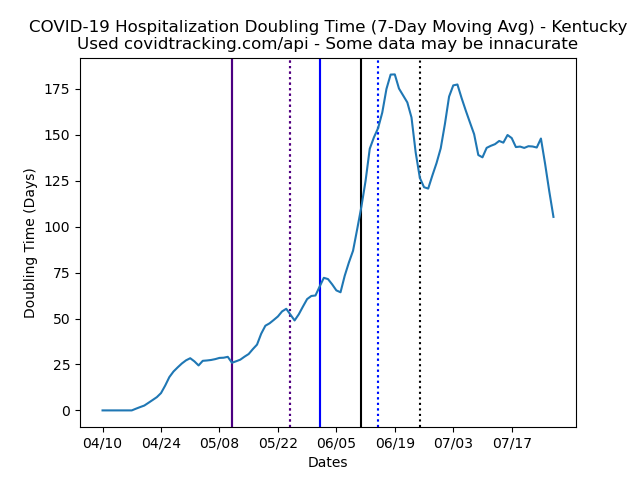 COVID-19 Hospitalization Doubling Time (7-Day Moving Avg) - Kentucky
Used covidtracking.com/api - Some data may be innacurate
175
150
125
100
75
50
25
0
Doubling Time (Days)
04/10 04/24 05/08 05/22 06/05 06/19 07/03 07/17
Dates